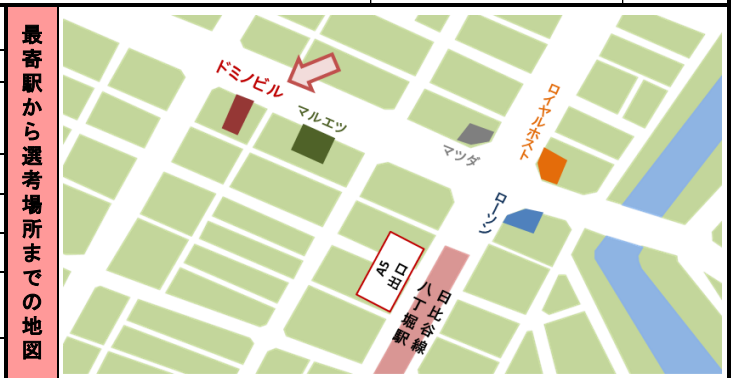 最寄駅から選考場所までの地図
ドミノビル
マルエツ
マツダ
ロイヤルホスト
ローソン
A5
出口
日比谷線
八丁堀駅